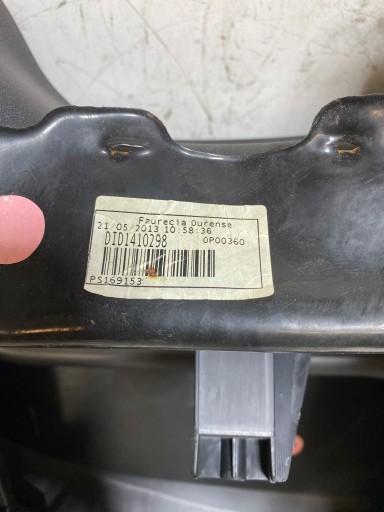 Faurecia Ourense
21/05/2013 10:58:36
DID1410298 0P00360
PS169153